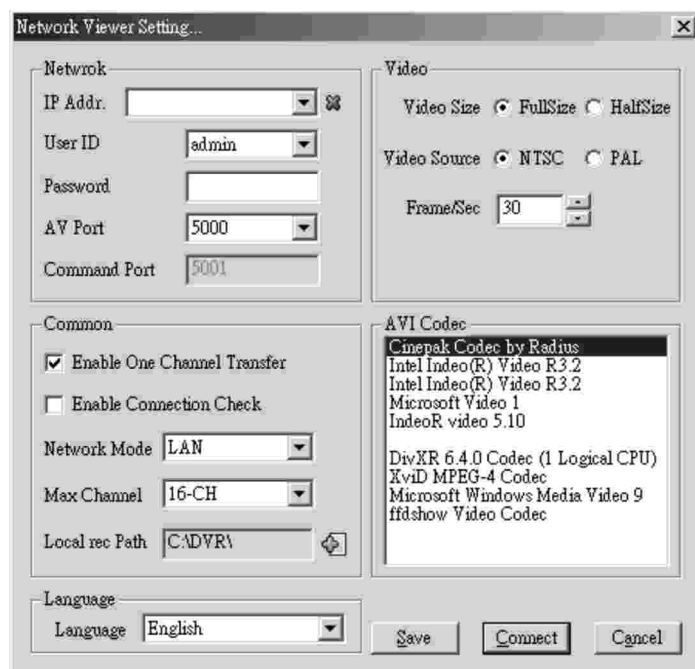 Network Viewer Setting...
Netwrok
IP Addr.
User ID admin
Password
AV Port 5000
Command Port 5001
Video
Video Size FullSize HalfSize
Video Source NTSC PAL
Frame/Sec 30
Common
Enable One Channel Transfer
Enable Connection Check
Network Mode LAN
Max Channel 16-CH
Local rec Path C:\DVR\
AVI Codec
Cinepak Codec by Radius
Intel Indeo(R) Video R3.2
Intel Indeo(R) Video R3.2
Microsoft Video 1
IndeoR video 5.10
DivXR 6.4.0 Codec (1 Logical CPU)
XviD MPEG-4 Codec
Microsoft Windows Media Video 9
ffdshow Video Codec
Language
Language English
Save Connect Cancel